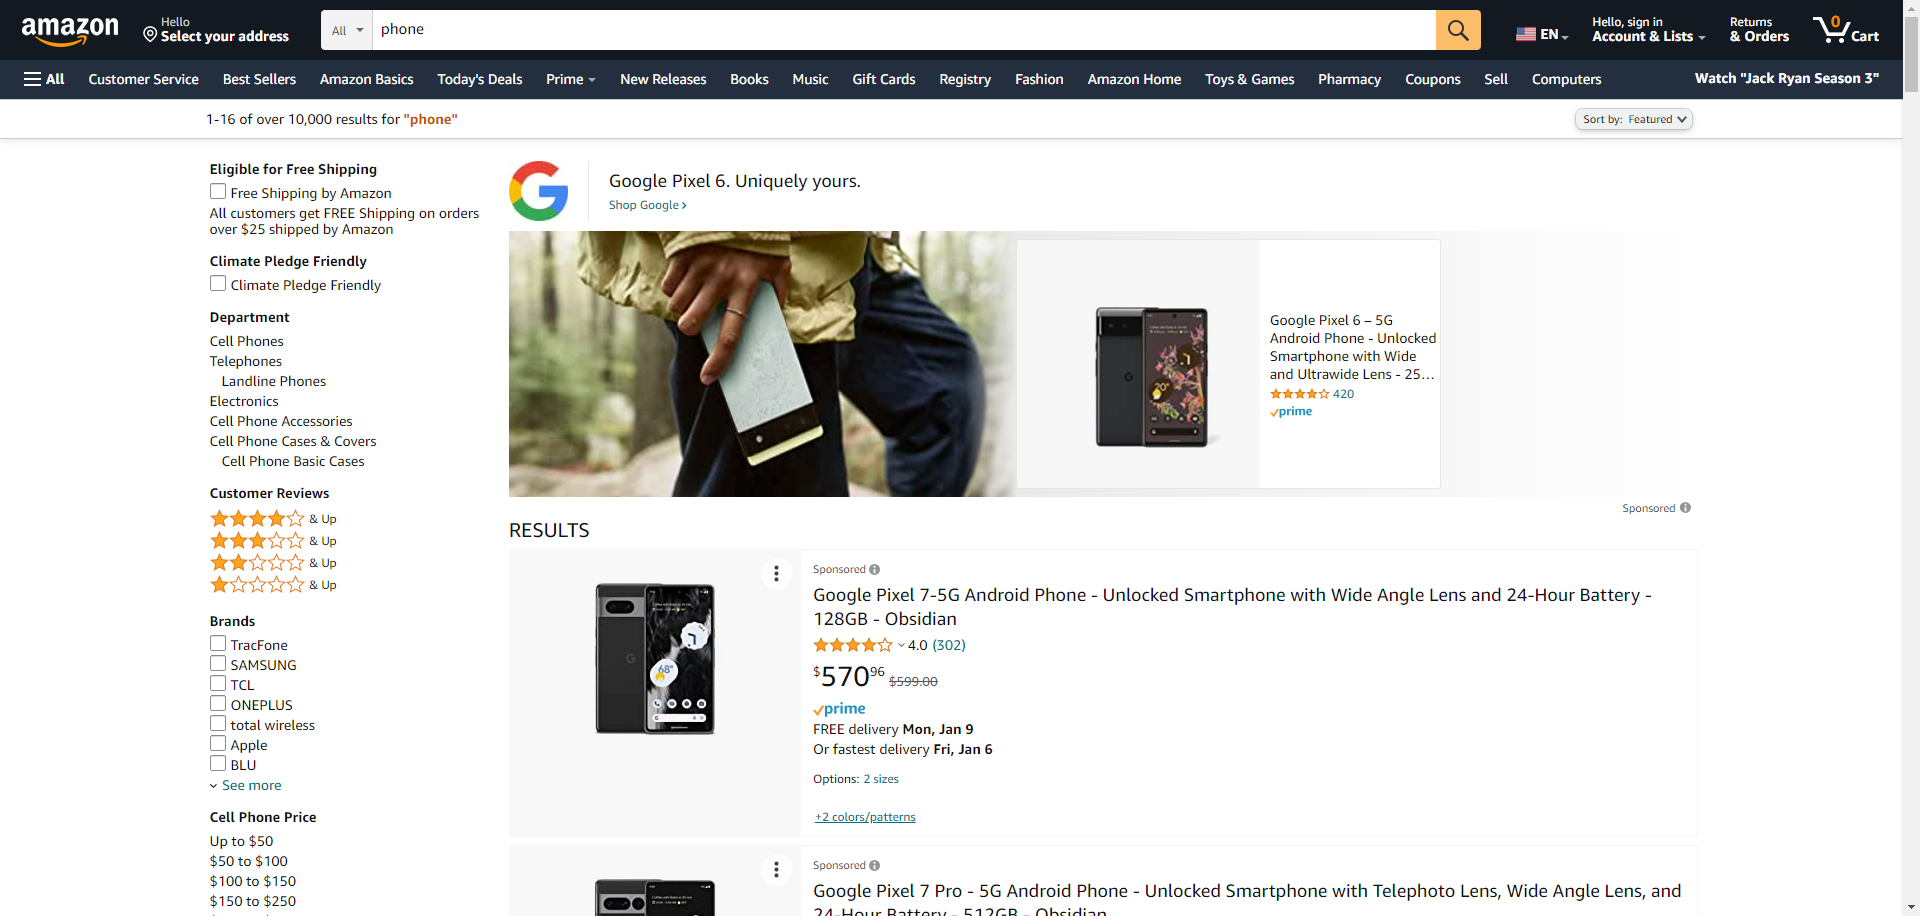 amazon
Hello
Select your address
All
phone
EN
Hello, sign in
Account & Lists
Returns
& Orders
0
Cart
All
Customer Service
Best Sellers
Amazon Basics
Today's Deals
Prime
New Releases
Books
Music
Gift Cards
Registry
Fashion
Amazon Home
Toys & Games
Pharmacy
Coupons
Sell
Computers
Watch "Jack Ryan Season 3"
1-16 of over 10,000 results for "phone"
Sort by: Featured
Eligible for Free Shipping
Free Shipping by Amazon
All customers get FREE Shipping on orders
over $25 shipped by Amazon
Climate Pledge Friendly
Climate Pledge Friendly
Department
Cell Phones
Telephones
Landline Phones
Electronics
Cell Phone Accessories
Cell Phone Cases & Covers
Cell Phone Basic Cases
Customer Reviews
& Up
& Up
& Up
& Up
Brands
TracFone
SAMSUNG
TCL
ONEPLUS
total wireless
Apple
BLU
See more
Cell Phone Price
Up to $50
$50 to $100
$100 to $150
$150 to $250
Google Pixel 6. Uniquely yours.
Shop Google ›
Google Pixel 6 – 5G
Android Phone - Unlocked
Smartphone with Wide
and Ultrawide Lens - 25…
420
prime
Sponsored
RESULTS
Sponsored
Google Pixel 7-5G Android Phone - Unlocked Smartphone with Wide Angle Lens and 24-Hour Battery -
128GB - Obsidian
4.0 (302)
$570.96 $599.00
prime
FREE delivery Mon, Jan 9
Or fastest delivery Fri, Jan 6
Options: 2 sizes
+2 colors/patterns
Sponsored
Google Pixel 7 Pro - 5G Android Phone - Unlocked Smartphone with Telephoto Lens, Wide Angle Lens, and
24-Hour Battery - 512GB - Obsidian